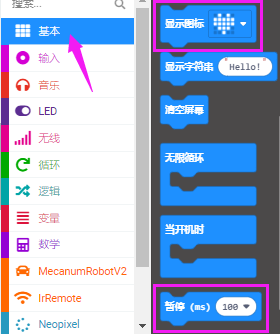 搜索...
基本
输入
音乐
LED
无线
循环
逻辑
变量
数学
MecanumRobotV2
IrRemote
Neopixel
显示图标
显示字符串 Hello!
清空屏幕
无限循环
当开机时
暂停 (ms) 100